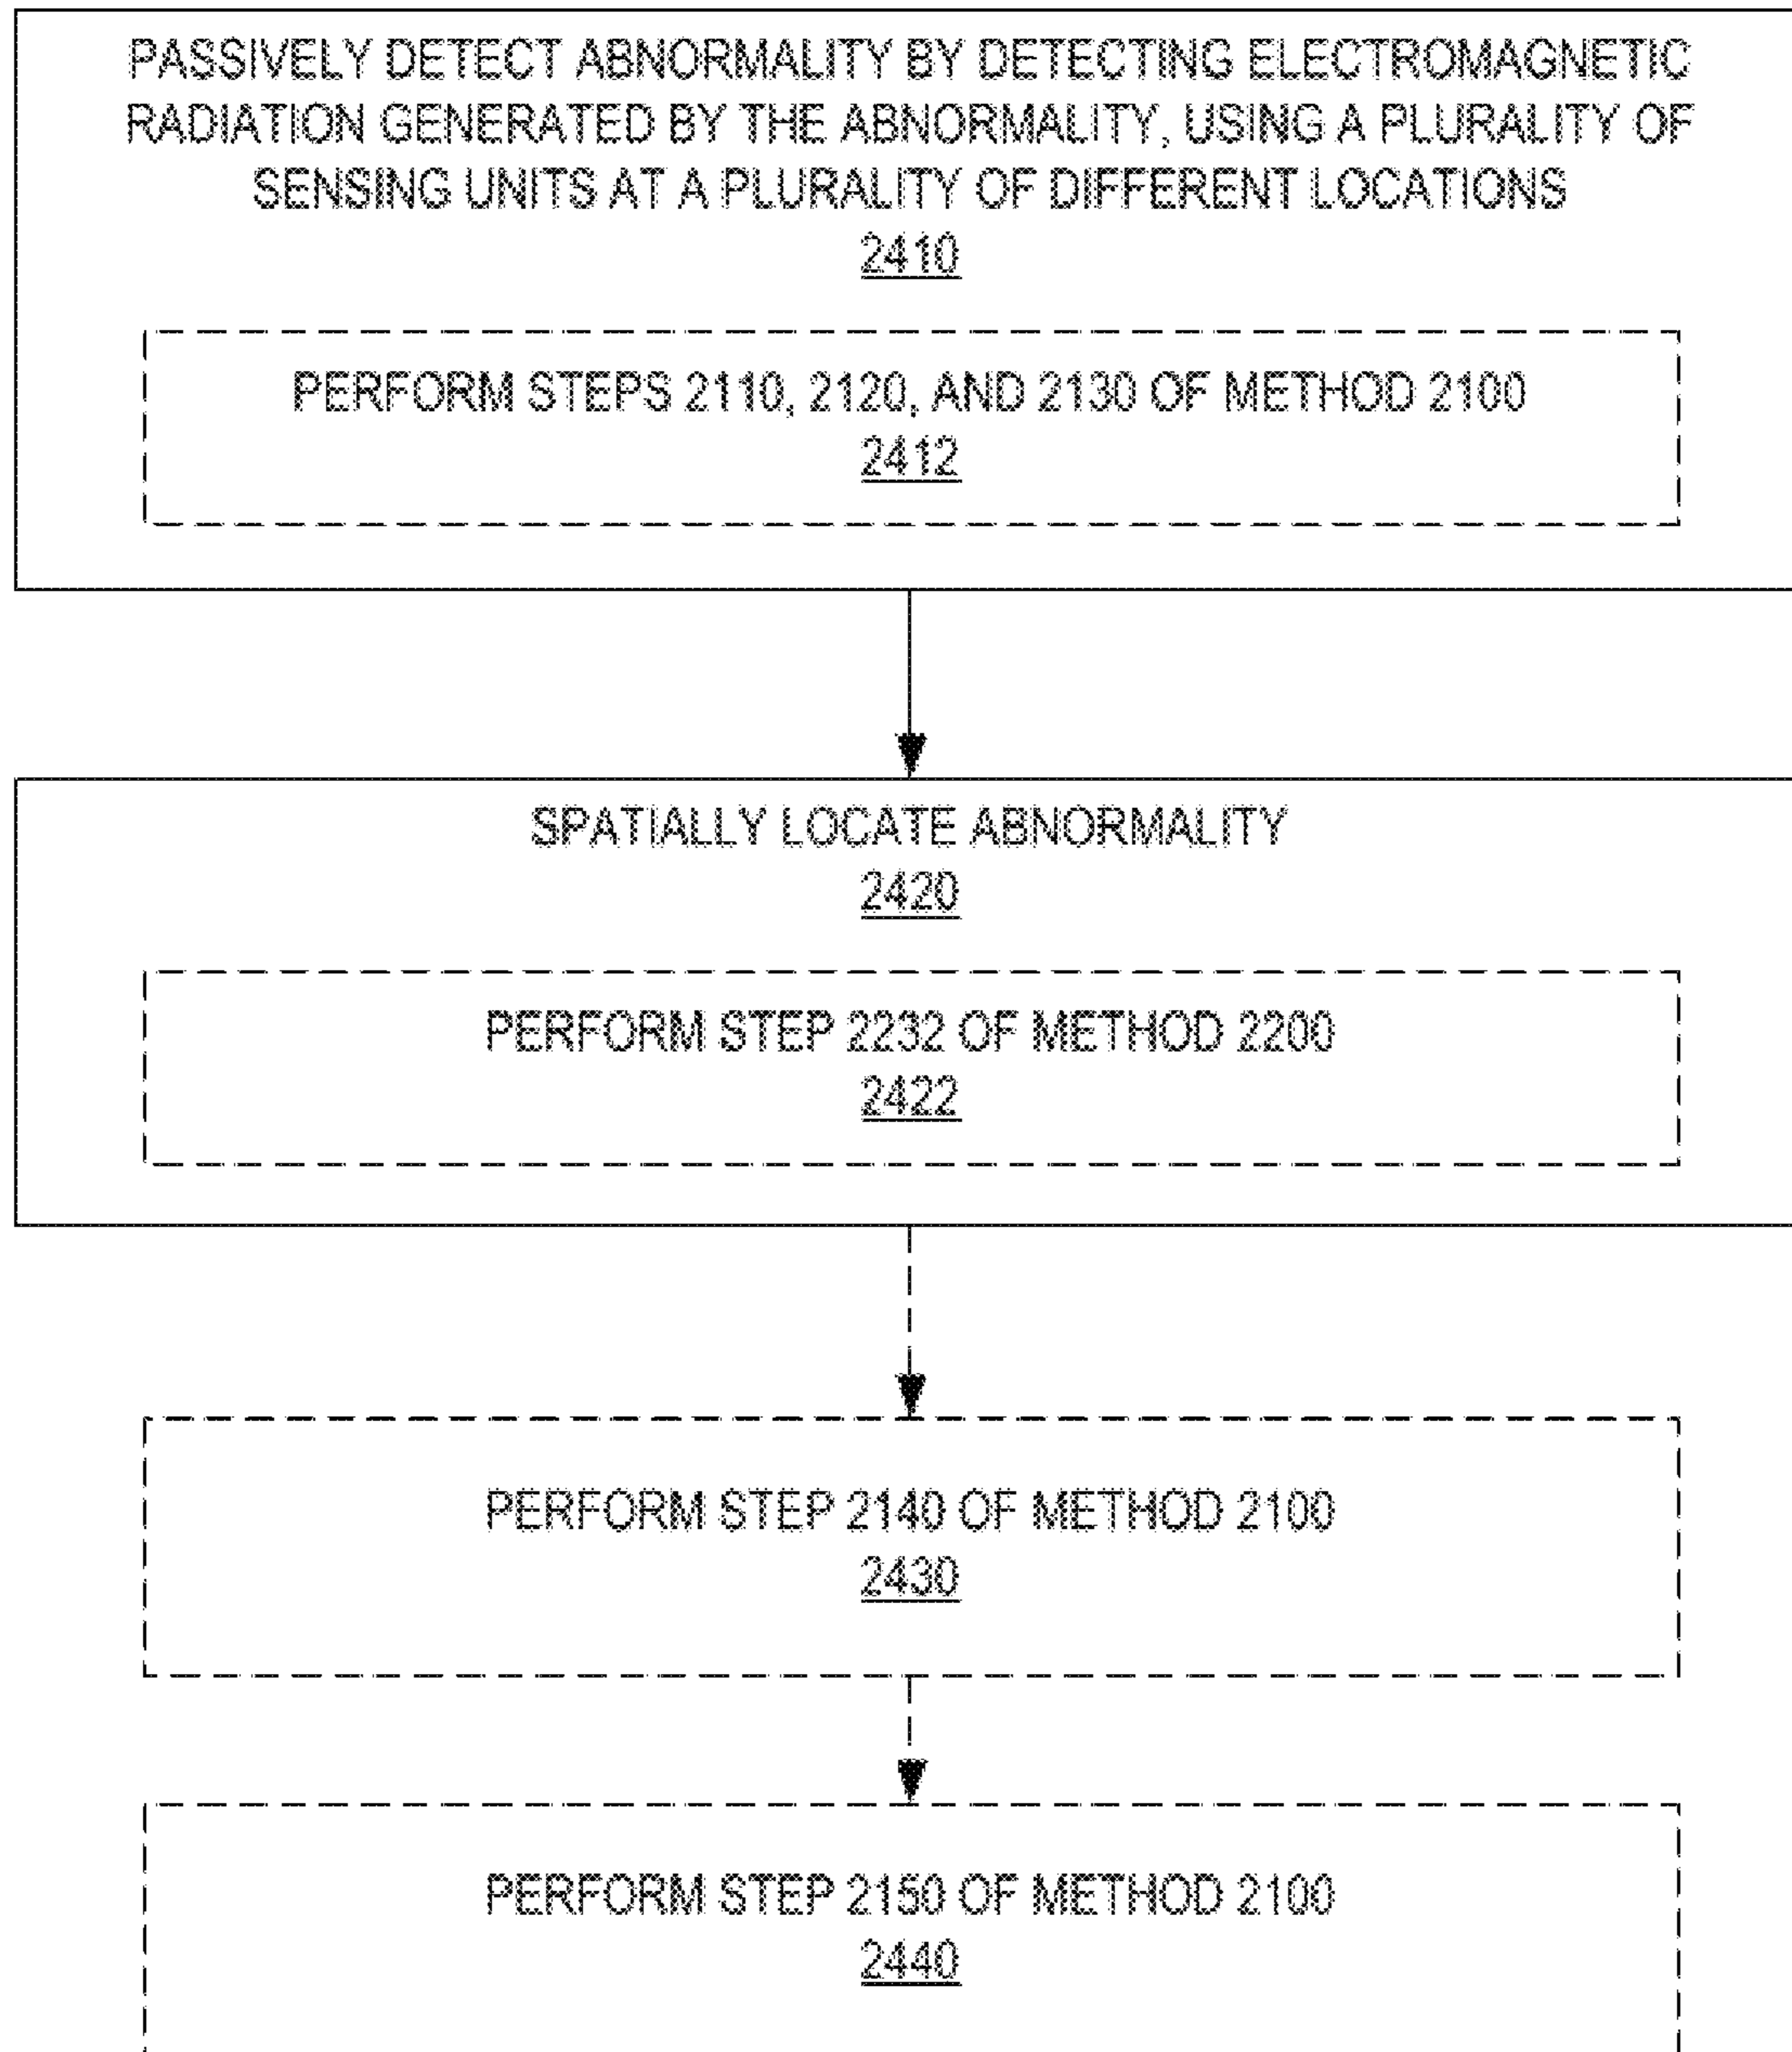 PASSIVELY DETECT ABNORMALITY BY DETECTING ELECTROMAGNETIC
RADIATION GENERATED BY THE ABNORMALITY, USING A PLURALITY OF
SENSING UNITS AT A PLURALITY OF DIFFERENT LOCATIONS
2410
PERFORM STEPS 2110, 2120, AND 2130 OF METHOD 2100
2412
SPATIALLY LOCATE ABNORMALITY
2420
PERFORM STEP 2232 OF METHOD 2200
2422
PERFORM STEP 2140 OF METHOD 2100
2430
PERFORM STEP 2150 OF METHOD 2100
2440